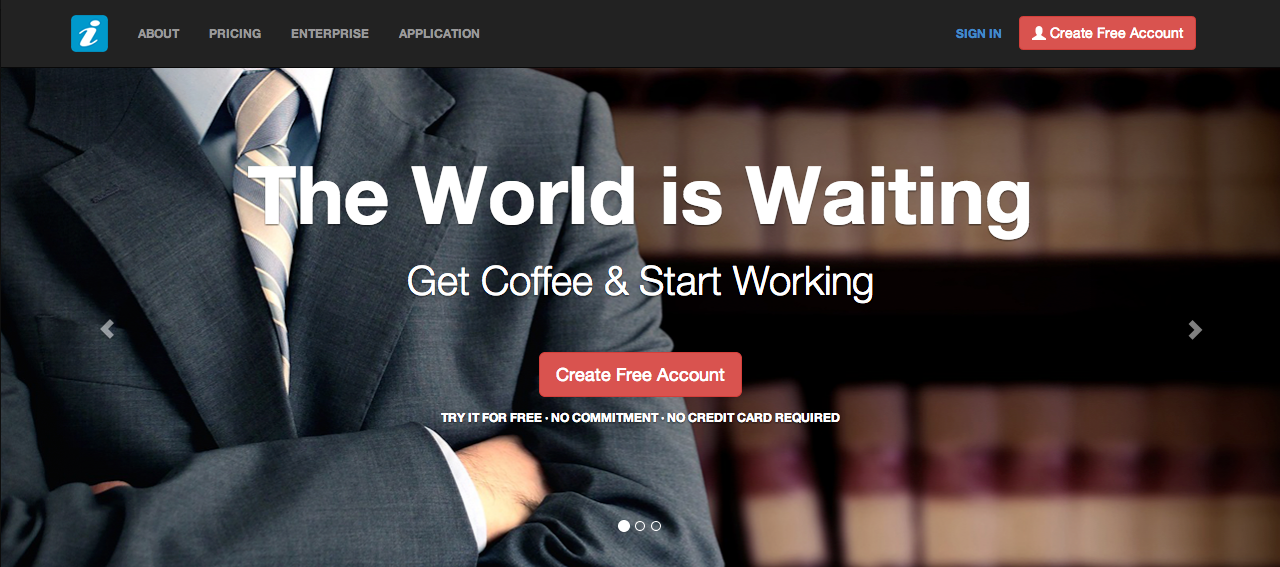 i
ABOUT PRICING ENTERPRISE APPLICATION SIGN IN Create Free Account
The World is Waiting
Get Coffee & Start Working
Create Free Account
TRY IT FOR FREE · NO COMMITMENT · NO CREDIT CARD REQUIRED